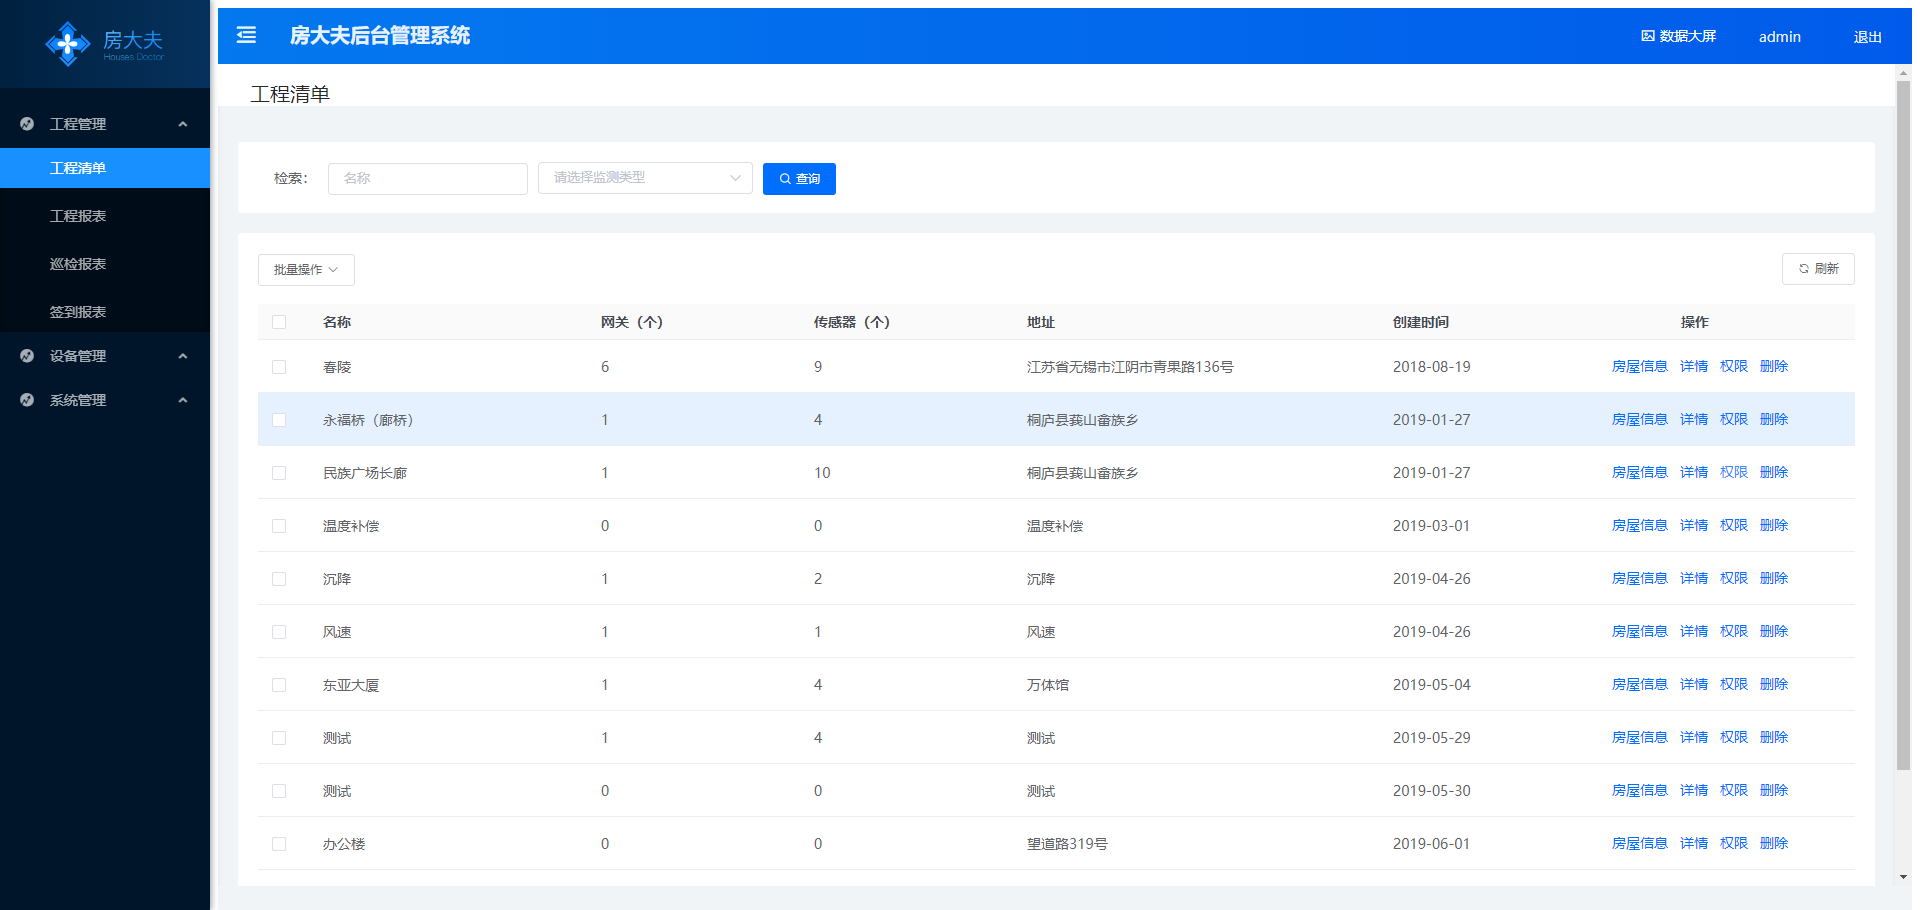 房大夫
Houses Doctor
工程管理
工程清单
工程报表
巡检报表
签到报表
设备管理
系统管理
房大夫后台管理系统 数据大屏 admin 退出
工程清单
检索： 名称 请选择监测类型 查询
批量操作 刷新
名称 网关（个） 传感器（个） 地址 创建时间 操作
春陵 6 9 江苏省无锡市江阴市青果路136号 2018-08-19 房屋信息 详情 权限 删除
永福桥（廊桥） 1 4 桐庐县莪山畲族乡 2019-01-27 房屋信息 详情 权限 删除
民族广场长廊 1 10 桐庐县莪山畲族乡 2019-01-27 房屋信息 详情 权限 删除
温度补偿 0 0 温度补偿 2019-03-01 房屋信息 详情 权限 删除
沉降 1 2 沉降 2019-04-26 房屋信息 详情 权限 删除
风速 1 1 风速 2019-04-26 房屋信息 详情 权限 删除
东亚大厦 1 4 万体馆 2019-05-04 房屋信息 详情 权限 删除
测试 1 4 测试 2019-05-29 房屋信息 详情 权限 删除
测试 0 0 测试 2019-05-30 房屋信息 详情 权限 删除
办公楼 0 0 望道路319号 2019-06-01 房屋信息 详情 权限 删除